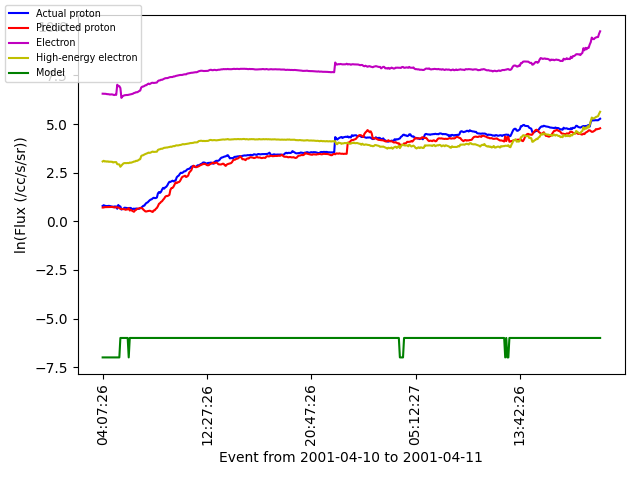 Actual proton
Predicted proton
Electron
High-energy electron
Model
5.0
2.5
0.0
−2.5
−5.0
−7.5
ln(Flux (/cc/s/sr))
04:07:26
12:27:26
20:47:26
05:12:27
13:42:26
Event from 2001-04-10 to 2001-04-11